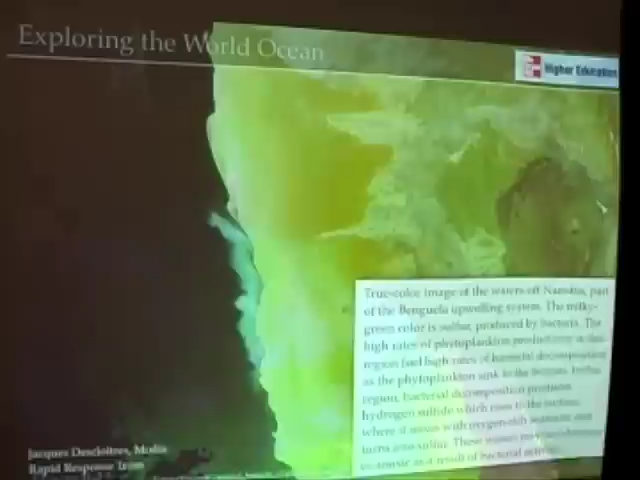 Exploring the World Ocean
Higher Education
True-color image of the waters off Namibia, part
of the Benguela upwelling system. The milky-
green color is sulfur, produced by bacteria. The
high rates of phytoplankton productivity in this
region fuel high rates of bacterial decomposition
as the phytoplankton sink to the bottom. In this
region, bacterial decomposition produces
hydrogen sulfide which rises to the surface,
where it mixes with oxygen-rich seawater and
turns into sulfur. These waters may
as a result of bacterial
Jacques Descloitres, Modis
Rapid Response Team